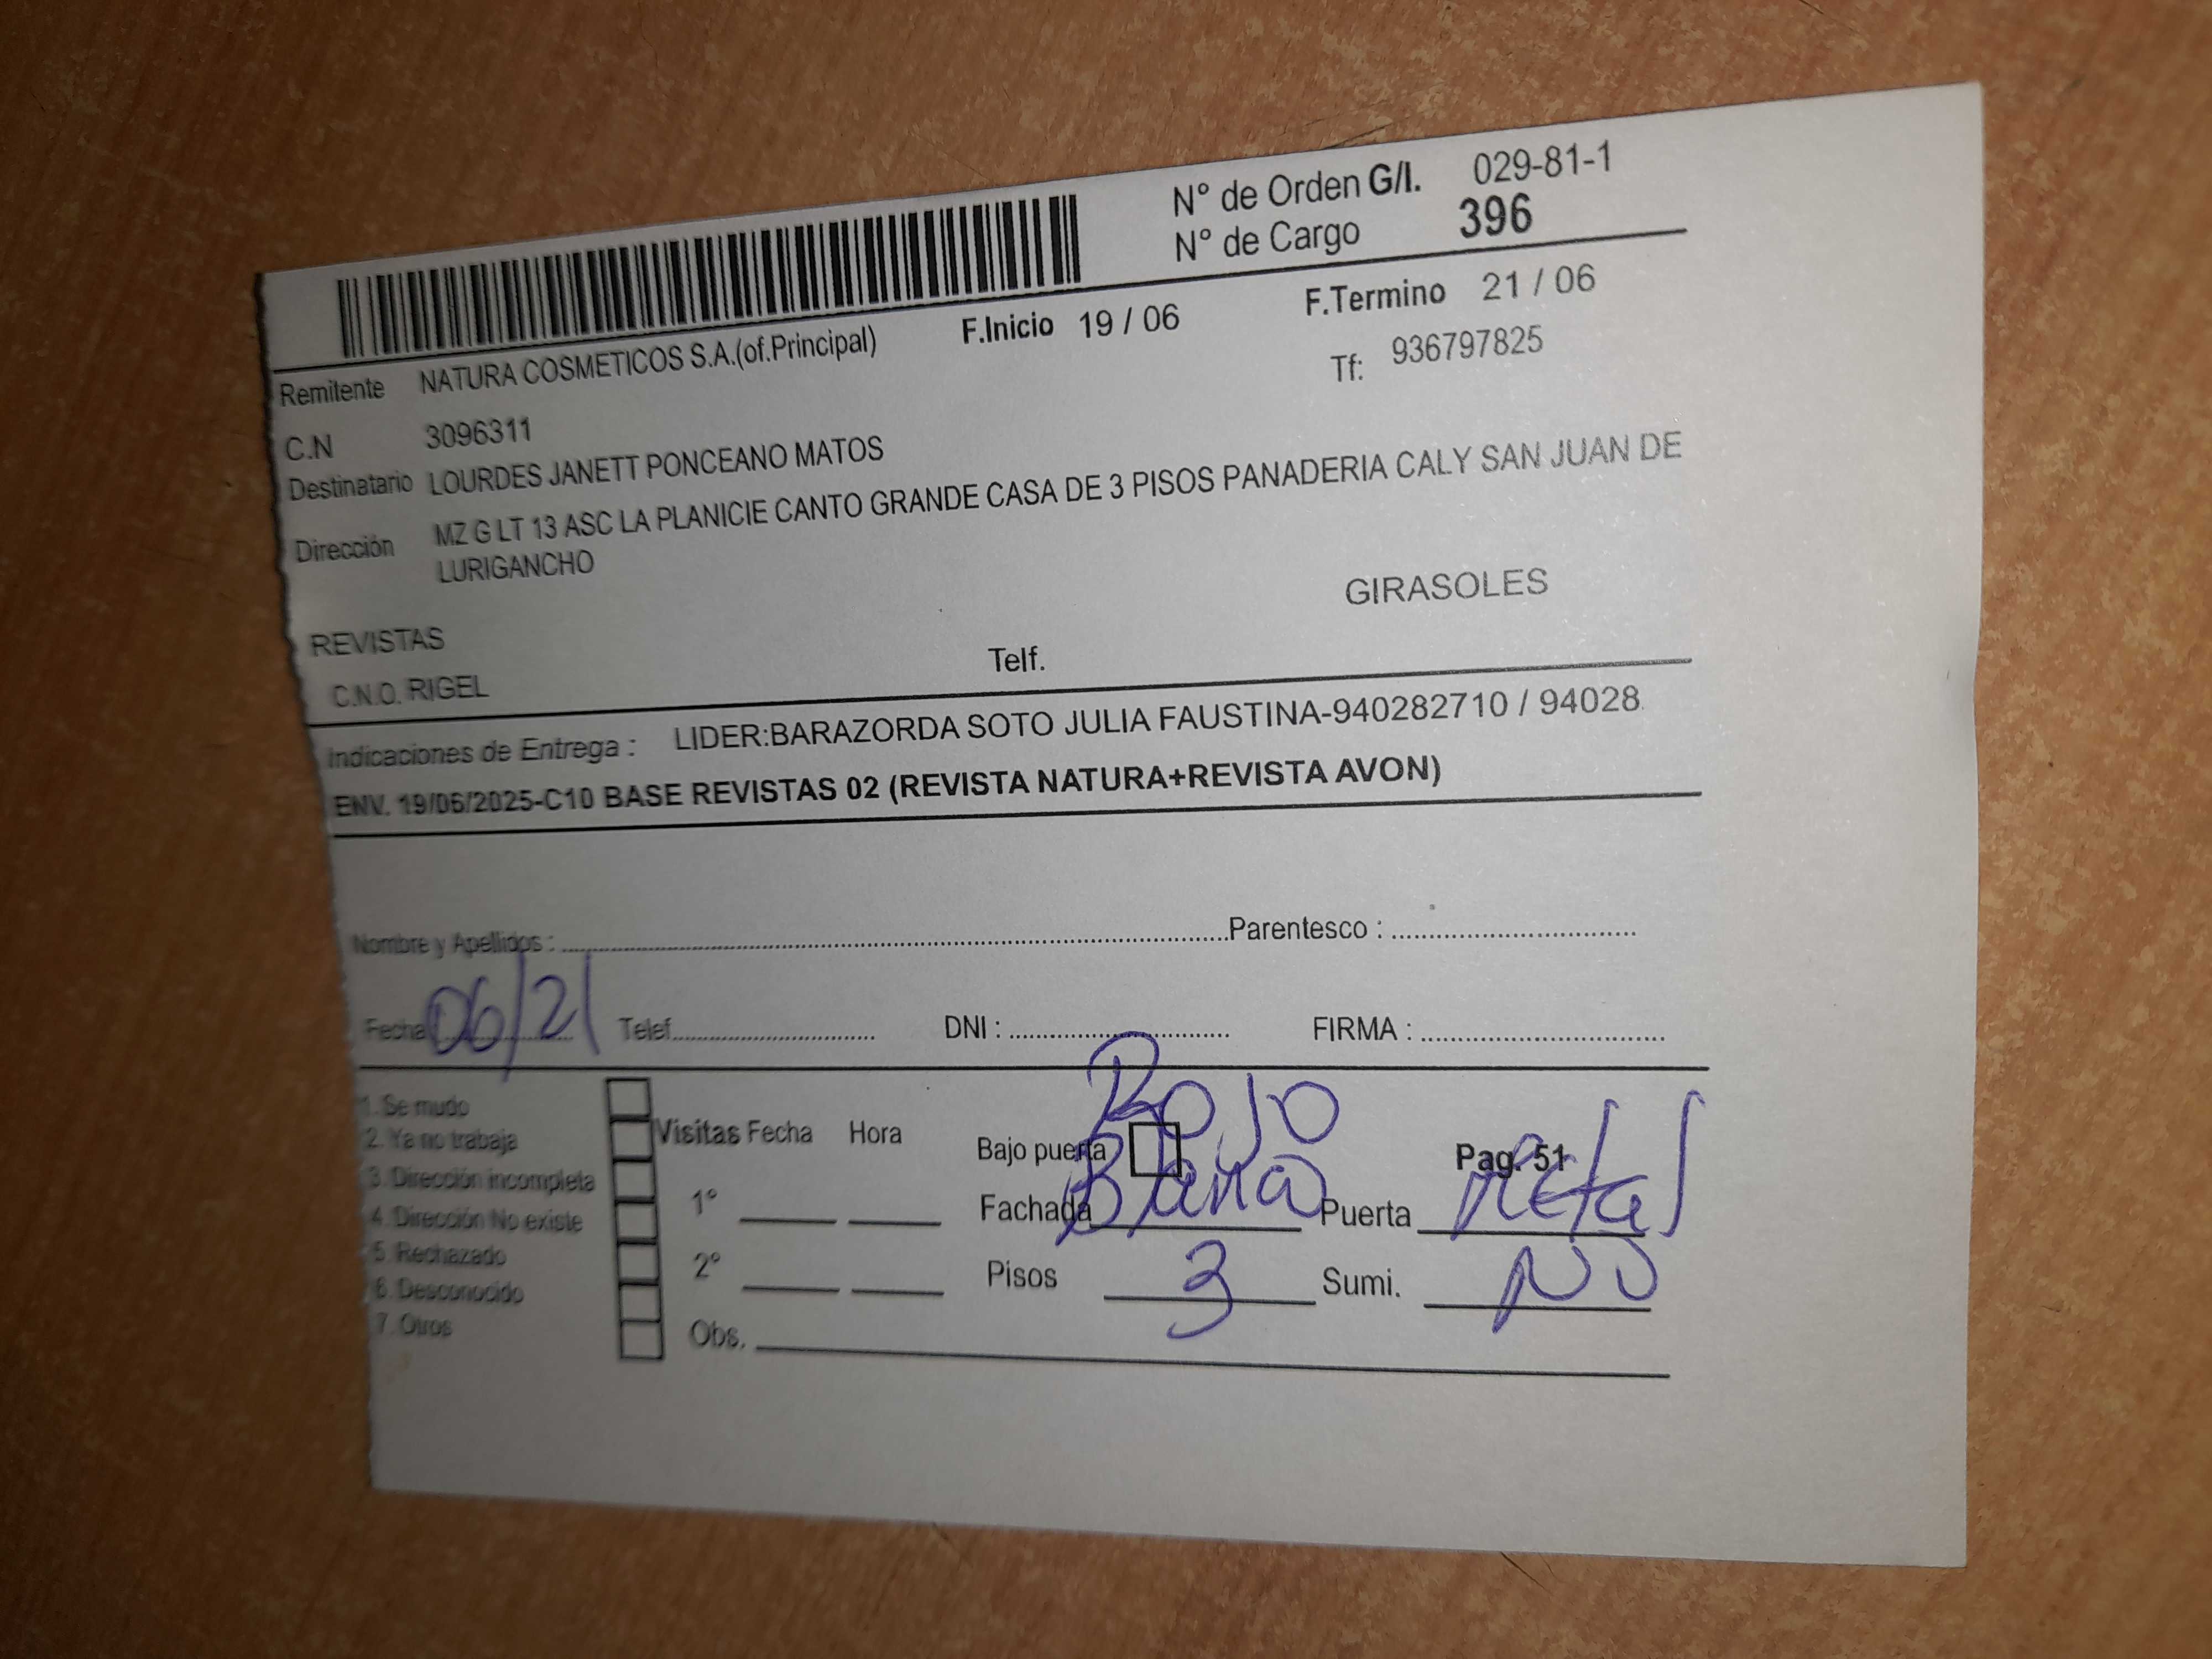 N° de Orden G/I. 029-81-1
N° de Cargo 396
F.Inicio 19 / 06 F.Termino 21 / 06
Remitente NATURA COSMETICOS S.A.(of.Principal) Tf: 936797825
C.N 3096311
Destinatario LOURDES JANETT PONCEANO MATOS
Dirección MZ G LT 13 ASC LA PLANICIE CANTO GRANDE CASA DE 3 PISOS PANADERIA CALY SAN JUAN DE
LURIGANCHO
GIRASOLES
REVISTAS
C.N.O. RIGEL Telf.
Indicaciones de Entrega : LIDER:BARAZORDA SOTO JULIA FAUSTINA-940282710 / 94028
ENV. 19/06/2025-C10 BASE REVISTAS 02 (REVISTA NATURA+REVISTA AVON)
Nombre y Apellidos : Parentesco :
Fecha 06/21 Telef. DNI : FIRMA :
1. Se mudo
2. Ya no trabaja
3. Dirección incompleta
4. Dirección No existe
5. Rechazado
6. Desconocido
7. Otros
Visitas Fecha Hora
1°
2°
Obs.
Bajo
Bajo puerta Pag. 51
Fachada Puerta metal
Pisos 3 Sumi. NO